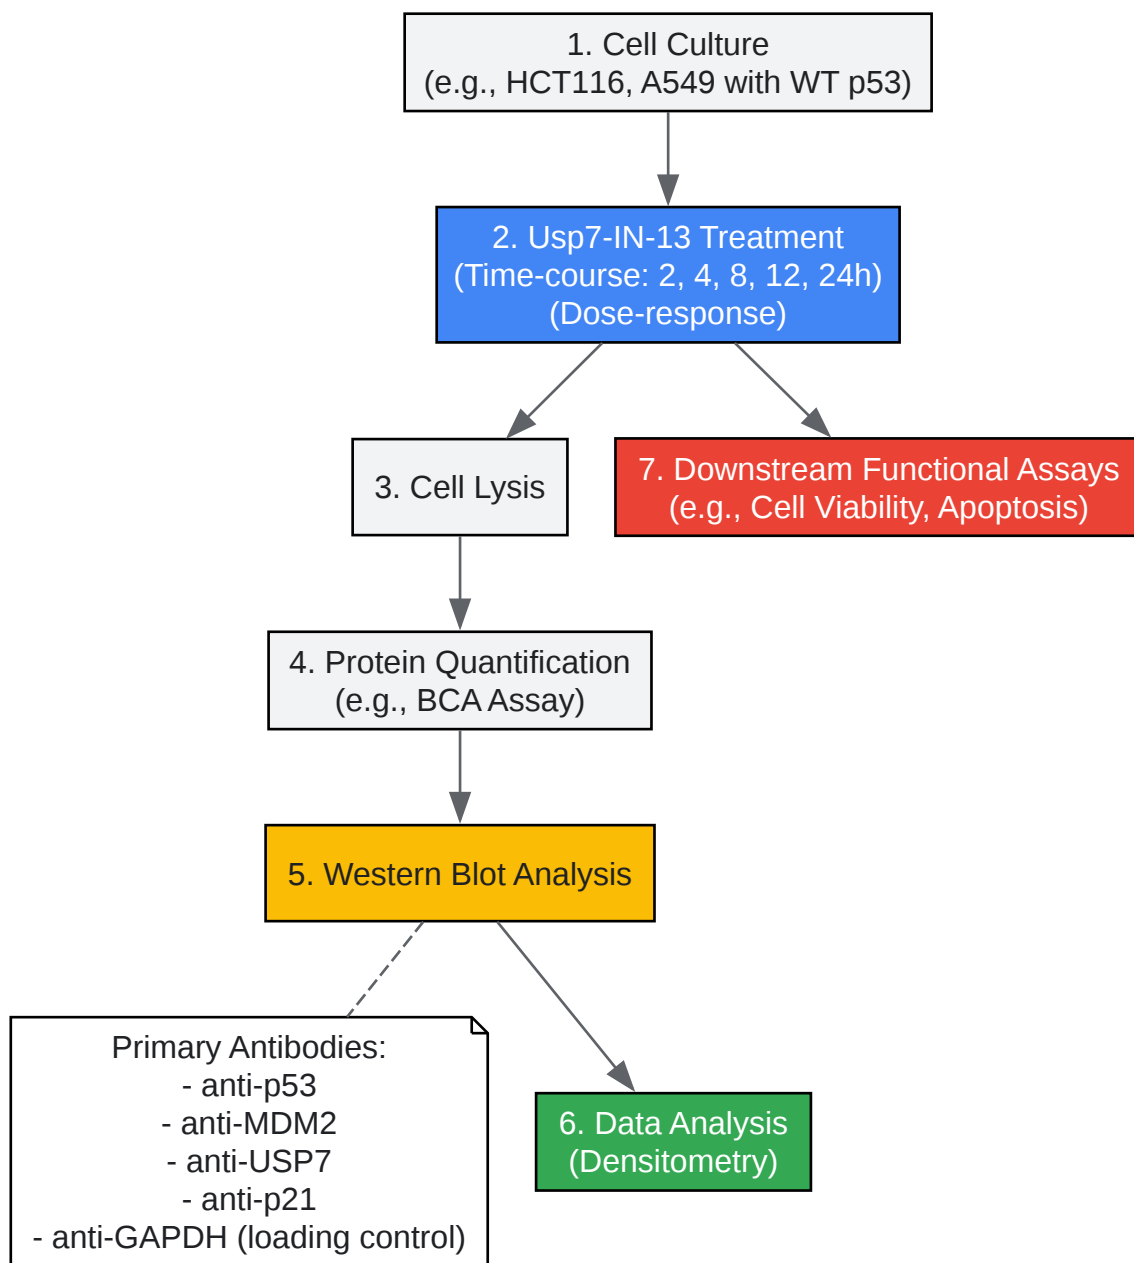 1. Cell Culture
(e.g., HCT116, A549 with WT p53)
2. Usp7-IN-13 Treatment
(Time-course: 2, 4, 8, 12, 24h)
(Dose-response)
3. Cell Lysis
7. Downstream Functional Assays
(e.g., Cell Viability, Apoptosis)
4. Protein Quantification
(e.g., BCA Assay)
5. Western Blot Analysis
Primary Antibodies:
- anti-p53
- anti-MDM2
- anti-USP7
- anti-p21
- anti-GAPDH (loading control)
6. Data Analysis
(Densitometry)